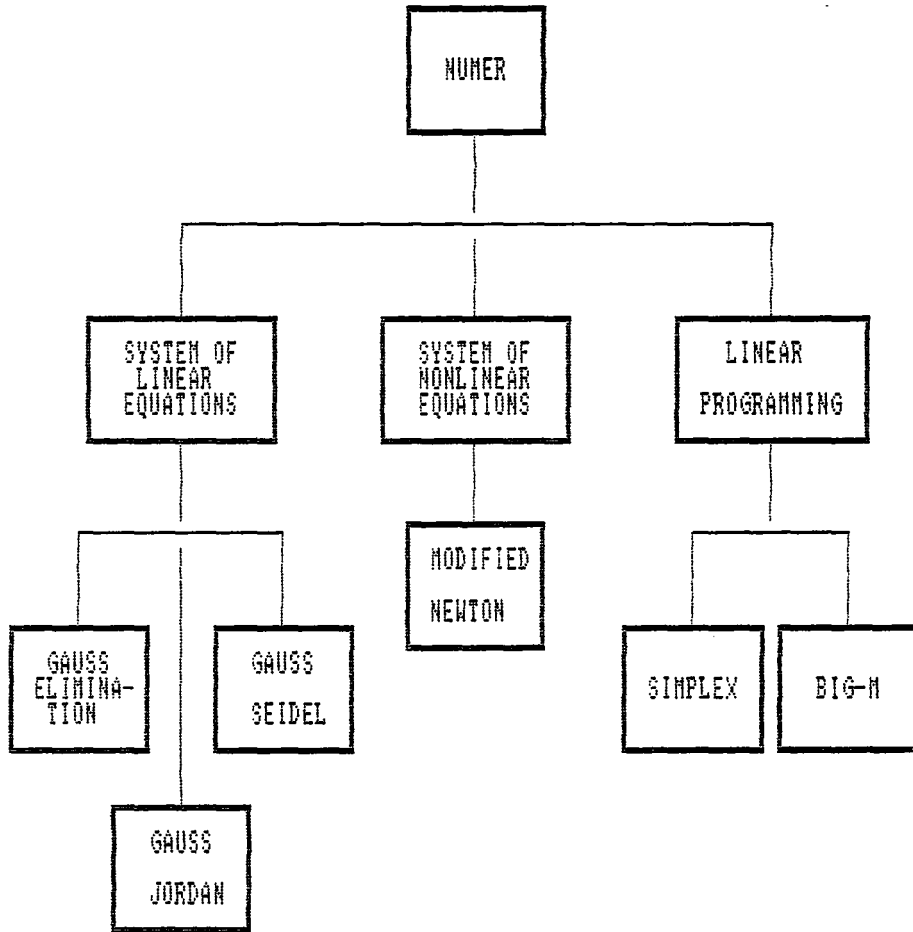 NUMER
SYSTEM OF
LINEAR
EQUATIONS
SYSTEM OF
NONLINEAR
EQUATIONS
LINEAR
PROGRAMMING
MODIFIED
NEWTON
GAUSS
ELIMINA-
TION
GAUSS
SEIDEL
SIMPLEX
BIG-M
GAUSS
JORDAN